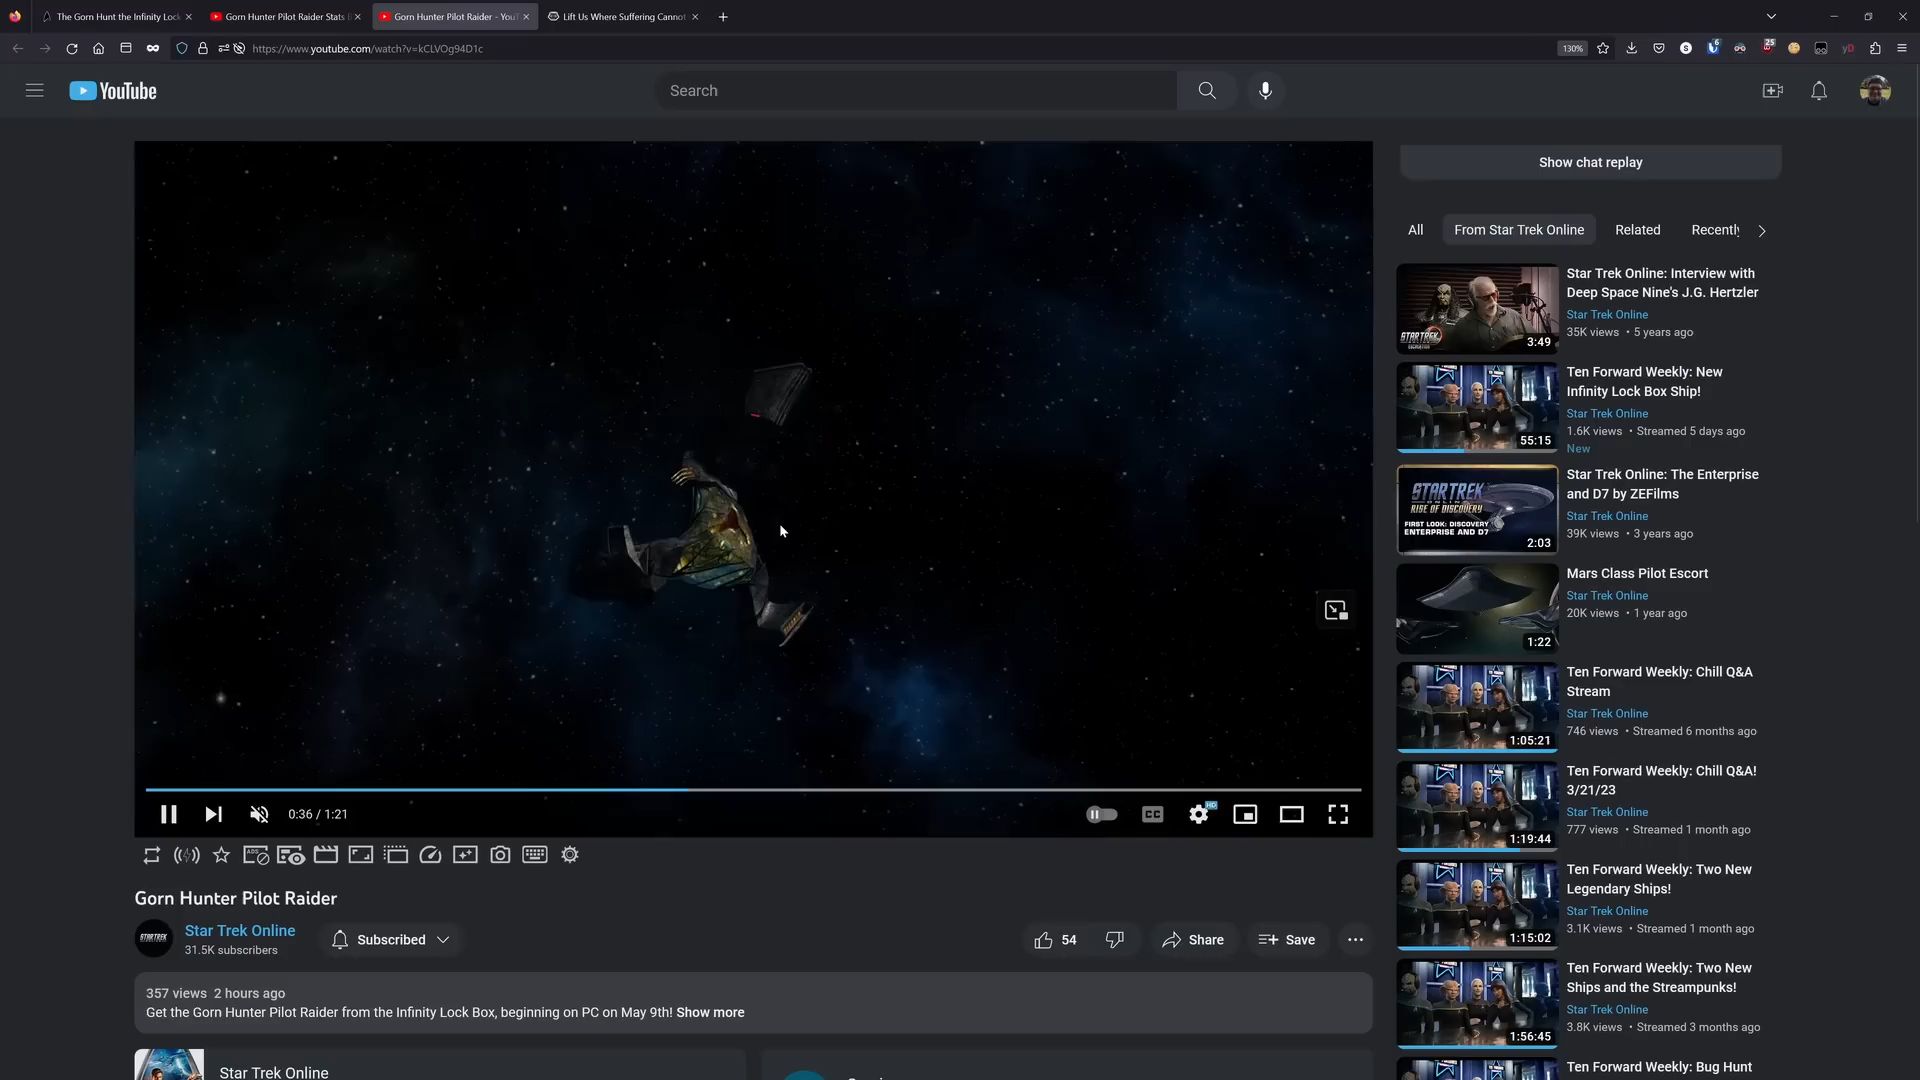 The Gorn Hunt the Infinity Lock
Gorn Hunter Pilot Raider Stats
Gorn Hunter Pilot Raider - YouT
Lift Us Where Suffering Cannot
https://www.youtube.com/watch?v=kCLVOg94D1c
130%
6
25
YouTube
Search
Show chat replay
All
From Star Trek Online
Related
Recently
Star Trek Online: Interview with
Deep Space Nine's J.G. Hertzler
Star Trek Online
35K views • 5 years ago
STAR TREK
3:49
Ten Forward Weekly: New
Infinity Lock Box Ship!
Star Trek Online
1.6K views • Streamed 5 days ago
New
55:15
Star Trek Online: The Enterprise
and D7 by ZEFilms
Star Trek Online
39K views • 3 years ago
STAR TREK
ONLINE
RISE OF DISCOVERY
FIRST LOOK: DISCOVERY
ENTERPRISE AND D7
2:03
Mars Class Pilot Escort
Star Trek Online
20K views • 1 year ago
1:22
Ten Forward Weekly: Chill Q&A
Stream
Star Trek Online
746 views • Streamed 6 months ago
1:05:21
Ten Forward Weekly: Chill Q&A!
3/21/23
Star Trek Online
777 views • Streamed 1 month ago
1:19:44
Ten Forward Weekly: Two New
Legendary Ships!
Star Trek Online
3.1K views • Streamed 1 month ago
1:15:02
Ten Forward Weekly: Two New
Ships and the Streampunks!
Star Trek Online
3.8K views • Streamed 3 months ago
1:56:45
Ten Forward Weekly: Bug Hunt
0:36 / 1:21
CC
HD
ADS
Gorn Hunter Pilot Raider
STAR TREK
Star Trek Online
31.5K subscribers
Subscribed
54
Share
Save
357 views 2 hours ago
Get the Gorn Hunter Pilot Raider from the Infinity Lock Box, beginning on PC on May 9th! Show more
Star Trek Online